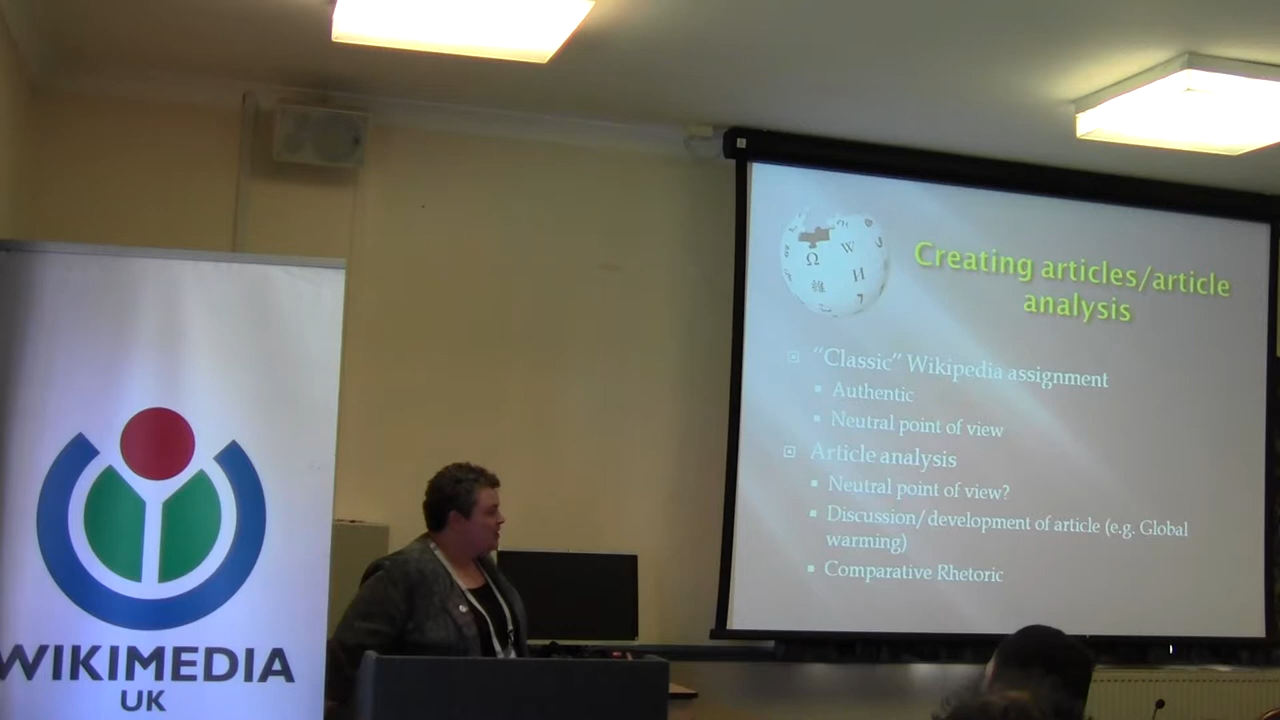 WIKIMEDIA
UK
Ω W И 維
Creating articles/article
analysis
"Classic" Wikipedia assignment
Authentic
Neutral point of view
Article analysis
Neutral point of view?
Discussion/development of article (e.g. Global
warming)
Comparative Rhetoric